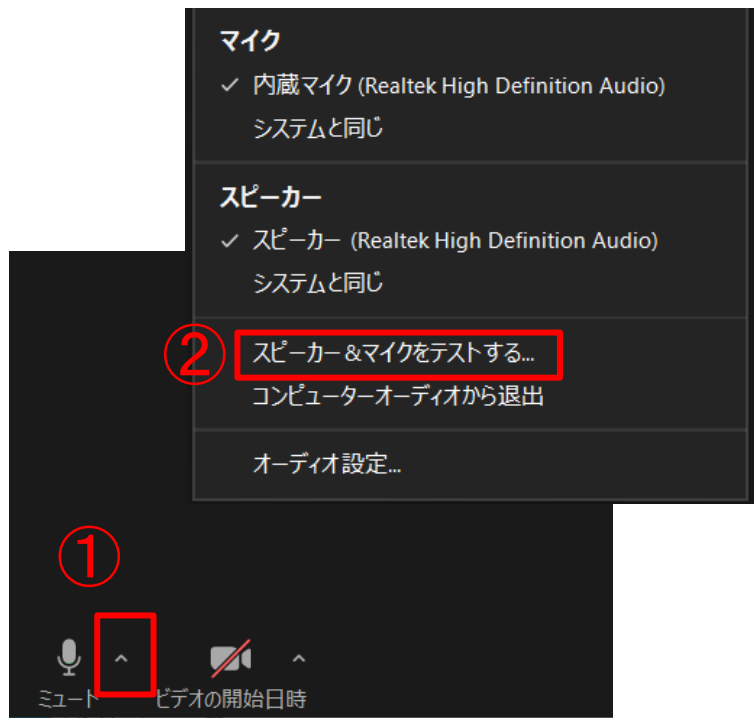 マイク
✓ 内蔵マイク (Realtek High Definition Audio)
システムと同じ
スピーカー
✓ スピーカー (Realtek High Definition Audio)
システムと同じ
② スピーカー&マイクをテストする...
コンピューターオーディオから退出
オーディオ設定...
①
ミュート ビデオの開始日時